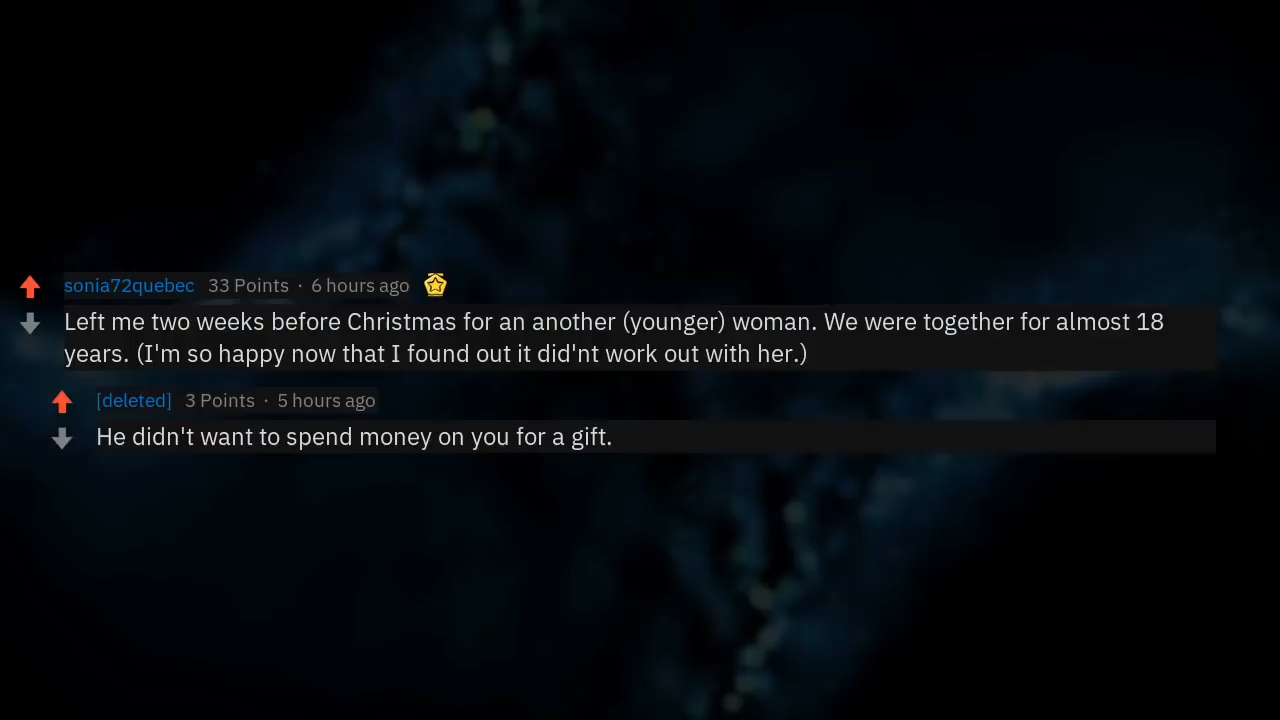 sonia72quebec 33 Points · 6 hours ago
Left me two weeks before Christmas for an another (younger) woman. We were together for almost 18
years. (I'm so happy now that I found out it did'nt work out with her.)
[deleted] 3 Points · 5 hours ago
He didn't want to spend money on you for a gift.